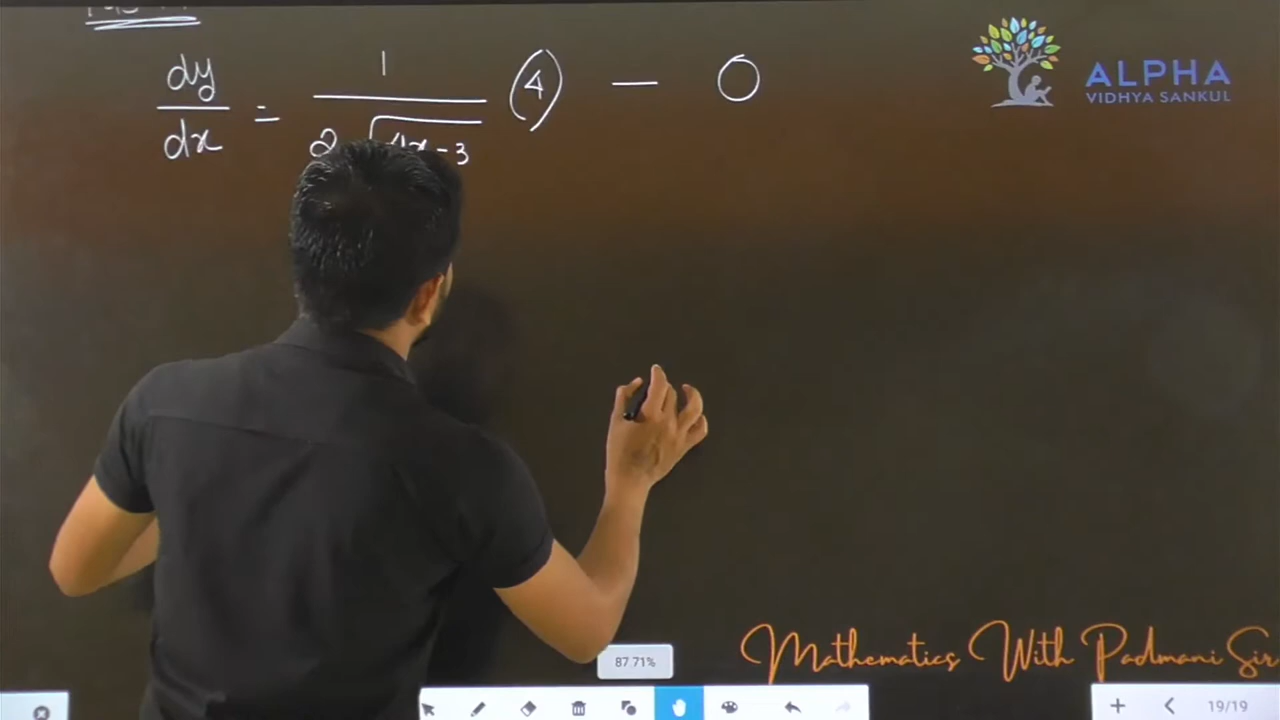 dy/dx = 1/(2√(4x-3)) (4) — 0
ALPHA
VIDHYA SANKUL
87.71%
Mathematics With Padmani Sir
19/19